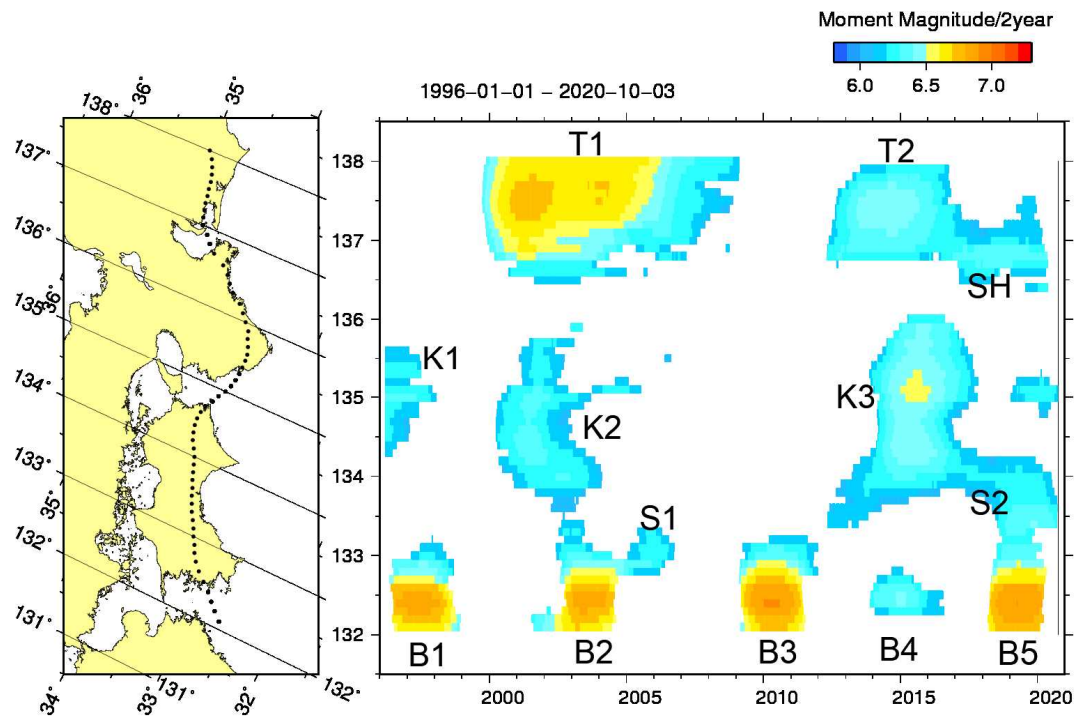 Moment Magnitude/2year
6.0 6.5 7.0
1996-01-01 - 2020-10-03
138° 36° 35°
137°
136°
36°
135°
134°
133°
35°
132°
131°
34° 33° 131° 32° 132°
138
137
136
135
134
133
132
T1
T2
SH
K1
K2
K3
S1
S2
B1 B2 B3 B4 B5
2000 2005 2010 2015 2020